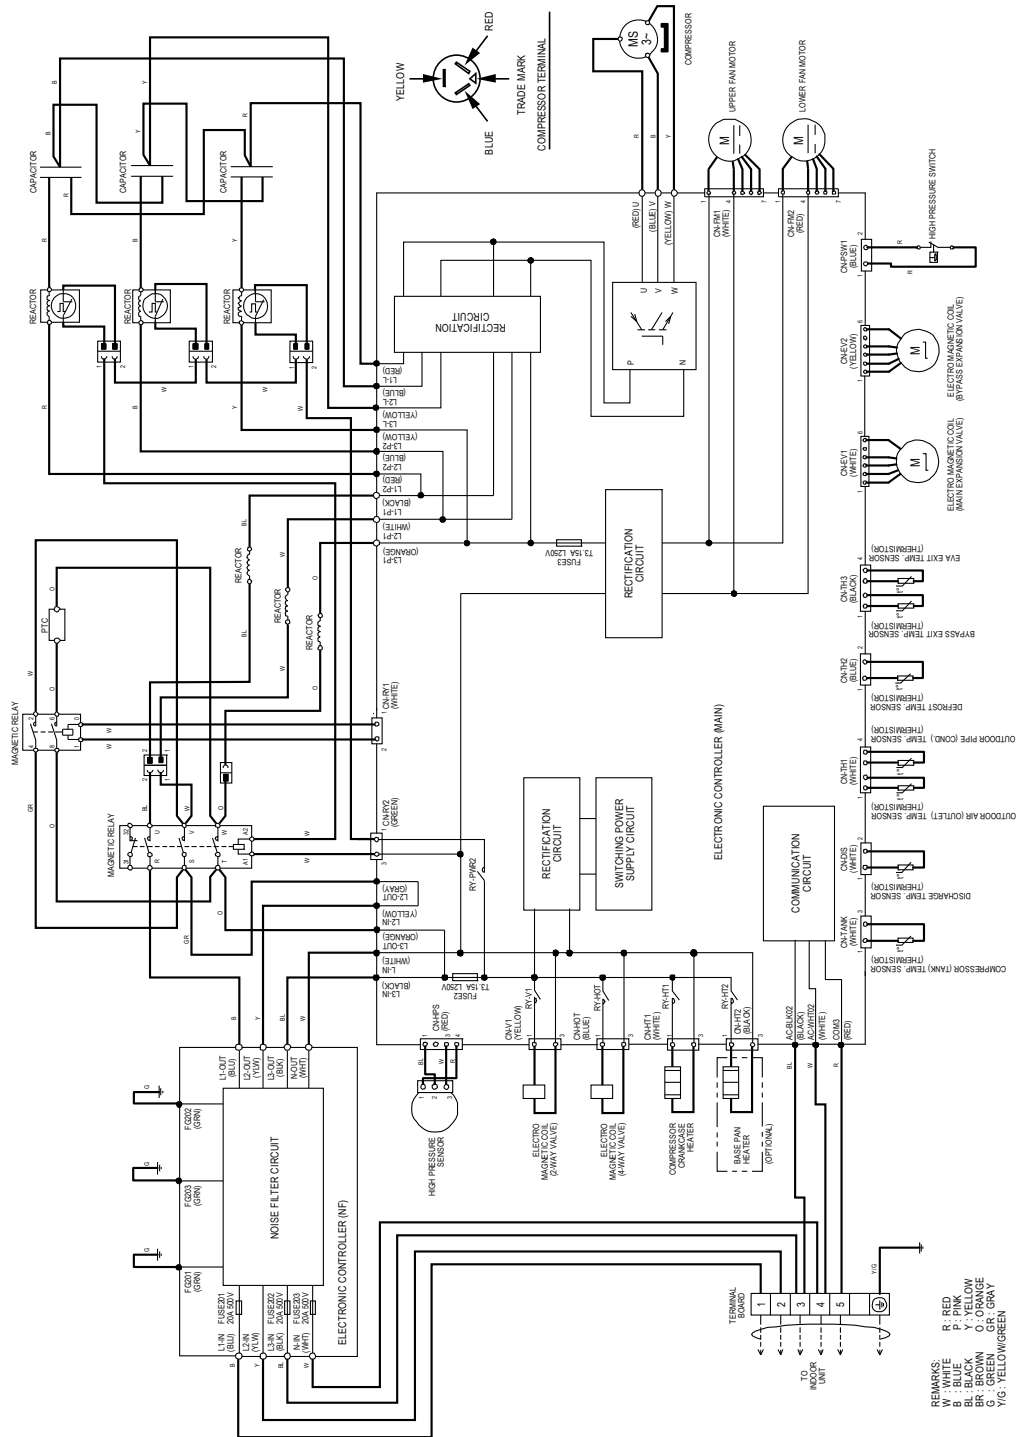 YELLOW
RED
BLUE
TRADE MARK
COMPRESSOR TERMINAL
MS
3~
COMPRESSOR
CAPACITOR
CAPACITOR
CAPACITOR
REACTOR
REACTOR
REACTOR
M
UPPER FAN MOTOR
M
LOWER FAN MOTOR
(RED) U
(BLUE) V
(YELLOW) W
CN-FM1
(WHITE)
CN-FM2
(RED)
U
V
W
P
N
RECTIFICATION
CIRCUIT
L1-L
(RED)
L2-L
(BLUE)
L3-L
(YELLOW)
L3-P2
(YELLOW)
L2-P2
(BLUE)
L1-P2
(RED)
L1-P1
(BLACK)
L2-P1
(WHITE)
L3-P1
(ORANGE)
CN-PSW1
(BLUE)
HIGH PRESSURE SWITCH
CN-EV2
(YELLOW)
M
ELECTRO MAGNETIC COIL
(BYPASS EXPANSION VALVE)
CN-EV1
(WHITE)
M
ELECTRO MAGNETIC COIL
(MAIN EXPANSION VALVE)
FUSE3
T3.15A L250V
RECTIFICATION
CIRCUIT
PTC
REACTOR
REACTOR
REACTOR
MAGNETIC RELAY
MAGNETIC RELAY
R
S
T
U
V
W
A1
A2
CN-RY1
(WHITE)
CN-RY2
(GREEN)
RY-PWR2
L2-OUT
(GRAY)
L2-IN
(YELLOW)
L3-OUT
(ORANGE)
L-IN
(WHITE)
L3-IN
(BLACK)
FUSE2
T3.15A L250V
RECTIFICATION
CIRCUIT
SWITCHING POWER
SUPPLY CIRCUIT
ELECTRONIC CONTROLLER (MAIN)
COMMUNICATION
CIRCUIT
CN-TH3
(BLACK)
EVA EXIT TEMP. SENSOR
(THERMISTOR)
BYPASS EXIT TEMP. SENSOR
(THERMISTOR)
CN-TH2
(BLUE)
DEFROST TEMP. SENSOR
(THERMISTOR)
CN-TH1
(WHITE)
OUTDOOR PIPE (COND.) TEMP. SENSOR
(THERMISTOR)
OUTDOOR AIR (OUTLET) TEMP. SENSOR
(THERMISTOR)
CN-DIS
(WHITE)
DISCHARGE TEMP. SENSOR
(THERMISTOR)
CN-TANK
(WHITE)
COMPRESSOR (TANK) TEMP. SENSOR
(THERMISTOR)
CN-HPS
(RED)
HIGH PRESSURE
SENSOR
RY-V1
CN-V1
(YELLOW)
ELECTRO
MAGNETIC COIL
(2-WAY VALVE)
RY-HOT
CN-HOT
(BLUE)
ELECTRO
MAGNETIC COIL
(4-WAY VALVE)
RY-HT1
CN-HT1
(WHITE)
COMPRESSOR
CRANKCASE
HEATER
RY-HT2
CN-HT2
(BLACK)
BASE PAN
HEATER
(OPTIONAL)
AC-BLK02
(BLACK)
AC-WHT02
(WHITE)
COM3
(RED)
L1-OUT
(BLU)
L2-OUT
(YLW)
L3-OUT
(BLK)
N-OUT
(WHT)
FG202
(GRN)
FG203
(GRN)
FG201
(GRN)
NOISE FILTER CIRCUIT
ELECTRONIC CONTROLLER (NF)
FUSE201
20A 500V
FUSE202
20A 500V
FUSE203
20A 500V
L1-IN
(BLU)
L2-IN
(YLW)
L3-IN
(BLK)
N-IN
(WHT)
TERMINAL
BOARD
1
2
3
4
5
Y/G
TO
INDOOR
UNIT
REMARKS:
W : WHITE R : RED
B : BLUE P : PINK
BL : BLACK Y : YELLOW
BR : BROWN O : ORANGE
G : GREEN GR : GRAY
Y/G : YELLOW/GREEN